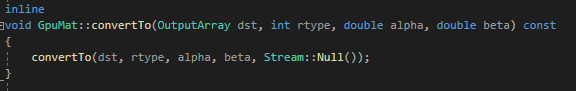 inline
void GpuMat::convertTo(OutputArray dst, int rtype, double alpha, double beta) const
{
    convertTo(dst, rtype, alpha, beta, Stream::Null());
}